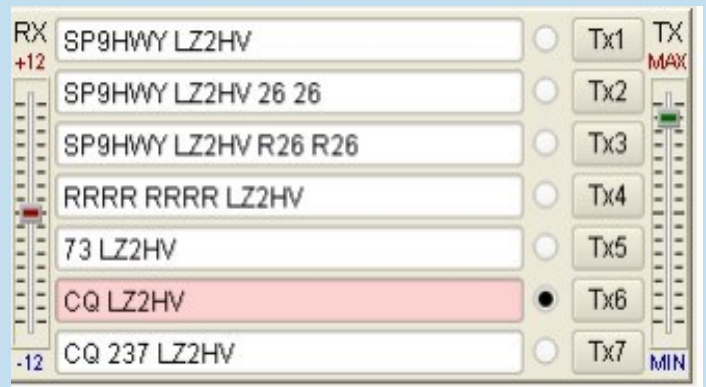 RX SP9HWY LZ2HV Tx1 TX
+12 MAX
SP9HWY LZ2HV 26 26 Tx2
SP9HWY LZ2HV R26 R26 Tx3
RRRR RRRR LZ2HV Tx4
73 LZ2HV Tx5
CQ LZ2HV Tx6
-12 CQ 237 LZ2HV Tx7 MIN